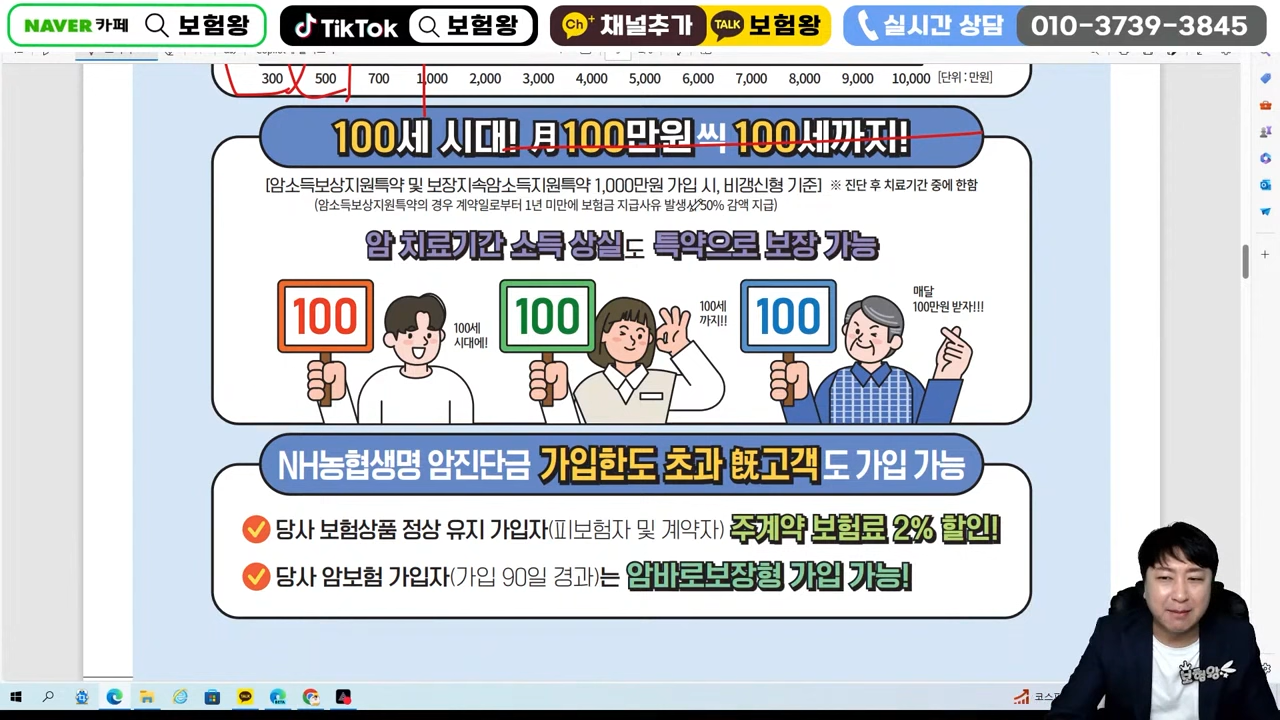 NAVER 카페 보험왕 TikTok 보험왕 Ch+ 채널추가 TALK 보험왕 실시간 상담 010-3739-3845
300 500 700 1,000 2,000 3,000 4,000 5,000 6,000 7,000 8,000 9,000 10,000 [단위 : 만원]
100세 시대! 月100만원씩 100세까지!
[암소득보상지원특약 및 보장지속암소득지원특약 1,000만원 가입 시, 비갱신형 기준] ※ 진단 후 치료기간 중에 한함
(암소득보상지원특약의 경우 계약일로부터 1년 미만에 보험금 지급사유 발생시 50% 감액 지급)
암 치료기간 소득 상실도 특약으로 보장 가능
100
100세
시대에!
100
100세
까지!!
100
매달
100만원 받자!!!
NH농협생명 암진단금 가입한도 초과 旣고객도 가입 가능
당사 보험상품 정상 유지 가입자(피보험자 및 계약자) 주계약 보험료 2% 할인!
당사 암보험 가입자(가입 90일 경과)는 암바로보장형 가입 가능!
보험왕
TALK